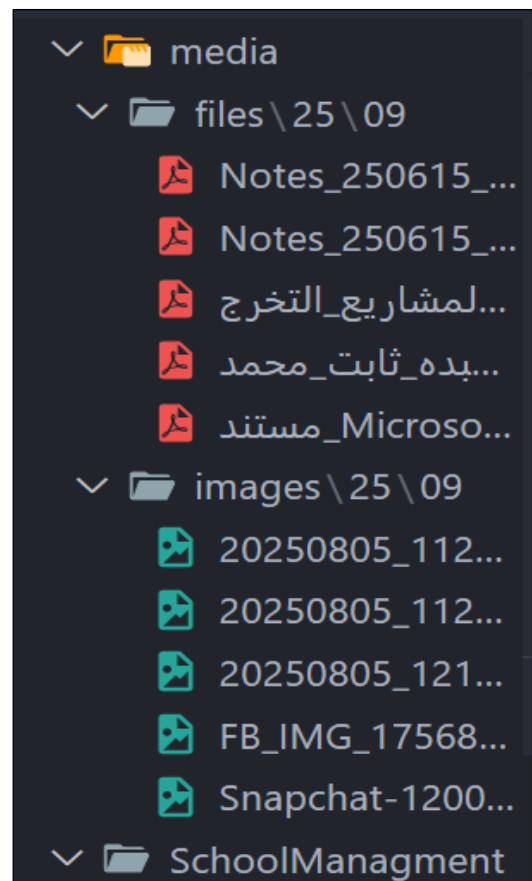 media
files\25\09
Notes_250615_...
Notes_250615_...
لمشاريع_التخرج...
بده_ثابت_محمد...
مستند_Microso...
images\25\09
20250805_112...
20250805_112...
20250805_121...
FB_IMG_17568...
Snapchat-1200...
SchoolManagment